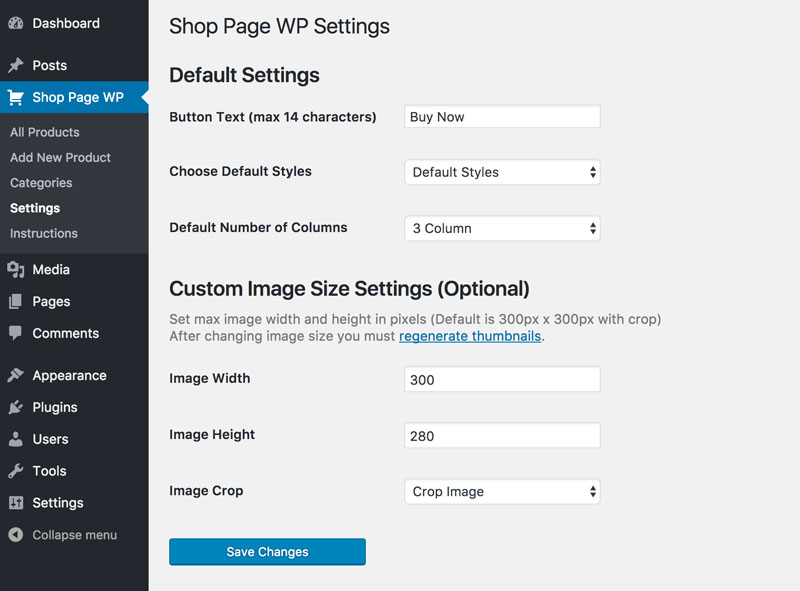 Dashboard
Posts
Shop Page WP
All Products
Add New Product
Categories
Settings
Instructions
Media
Pages
Comments
Appearance
Plugins
Users
Tools
Settings
Collapse menu
Shop Page WP Settings
Default Settings
Button Text (max 14 characters)
Buy Now
Choose Default Styles
Default Styles
Default Number of Columns
3 Column
Custom Image Size Settings (Optional)
Set max image width and height in pixels (Default is 300px x 300px with crop)
After changing image size you must regenerate thumbnails.
Image Width
300
Image Height
280
Image Crop
Crop Image
Save Changes